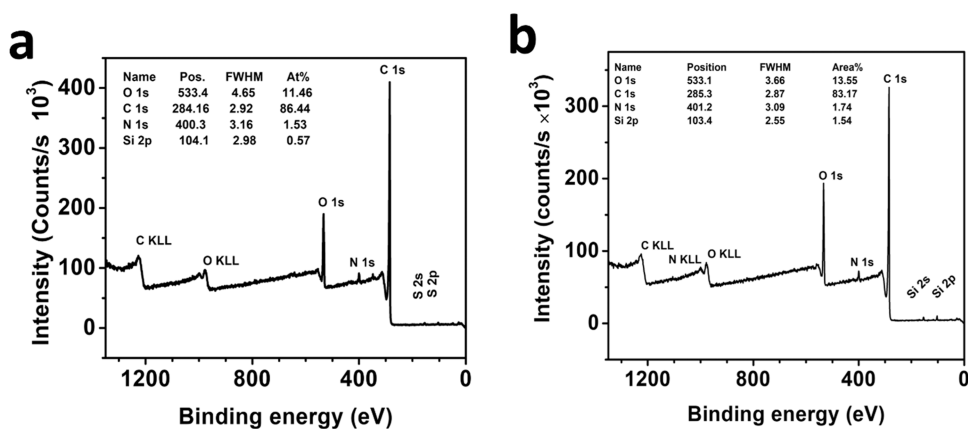 a
Name Pos. FWHM At%
O 1s 533.4 4.65 11.46
C 1s 284.16 2.92 86.44
N 1s 400.3 3.16 1.53
Si 2p 104.1 2.98 0.57
C 1s
O 1s
C KLL
O KLL
N 1s
S 2s
S 2p
400
300
200
100
0
1200
800
400
0
Intensity (Counts/s 10³)
Binding energy (eV)
b
Name Position FWHM Area%
O 1s 533.1 3.66 13.55
C 1s 285.3 2.87 83.17
N 1s 401.2 3.09 1.74
Si 2p 103.4 2.55 1.54
C 1s
O 1s
C KLL
N KLL
O KLL
N 1s
Si 2s
Si 2p
300
200
100
0
1200
800
400
0
Intensity (counts/s ×10³)
Binding energy (eV)